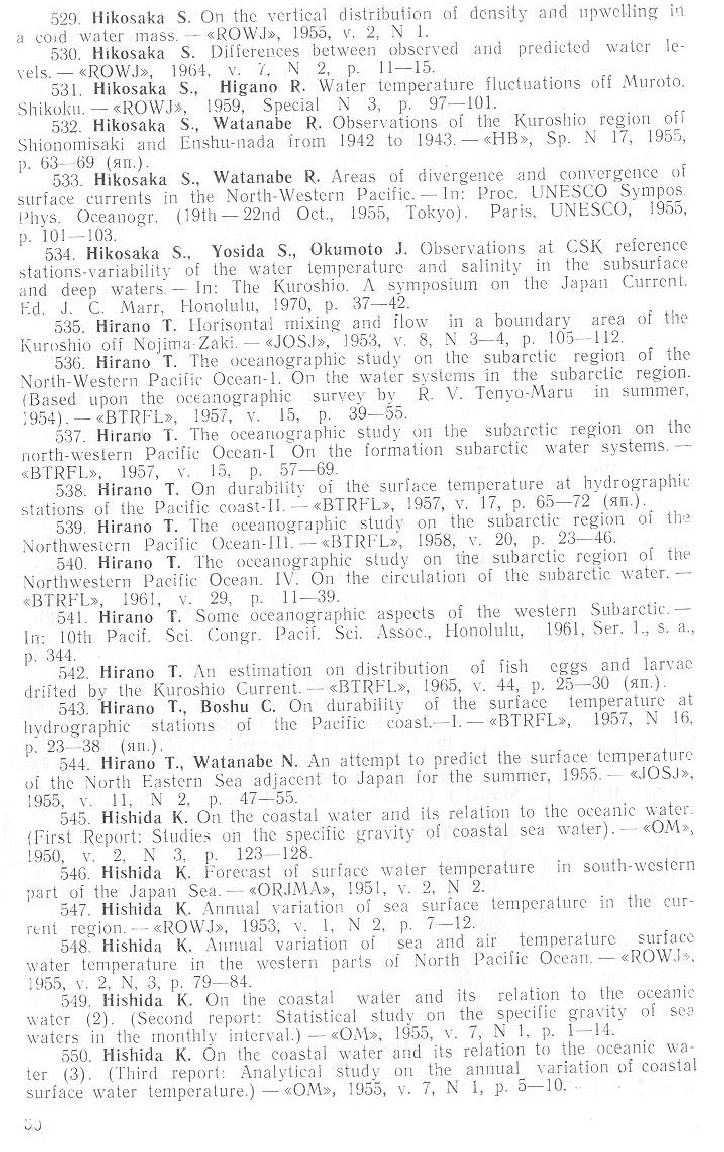 529. Hikosaka S. On the vertical distribution of density and upwelling in
a cold water mass. — «ROWJ», 1955, v. 2, N 1.
530. Hikosaka S. Differences between observed and predicted water le-
vels. — «ROWJ», 1964, v. 7, N 2, p. 11—15.
531. Hikosaka S., Higano R. Water temperature fluctuations off Muroto.
Shikoku. — «ROWJ», 1959, Special N 3, p. 97—101.
532. Hikosaka S., Watanabe R. Observations of the Kuroshio region off
Shionomisaki and Enshu-nada from 1942 to 1943. — «HB», Sp. N 17, 1955,
p. 63—69 (яп.).
533. Hikosaka S., Watanabe R. Areas of divergence and convergence of
surface currents in the North-Western Pacific. — In: Proc. UNESCO Sympos.
Phys. Oceanogr. (19th — 22nd Oct., 1955, Tokyo). Paris, UNESCO, 1955,
p. 101—103.
534. Hikosaka S., Yosida S., Okumoto J. Observations at CSK reference
stations-variability of the water temperature and salinity in the subsurface
and deep waters. — In: The Kuroshio. A symposium on the Japan Current.
Ed. J. C. Marr, Honolulu, 1970, p. 37—42.
535. Hirano T. Horisontal mixing and flow in a boundary area of the
Kuroshio off Nojima-Zaki. — «JOSJ», 1953, v. 8, N 3—4, p. 105—112.
536. Hirano T. The oceanographic study on the subarctic region of the
North-Western Pacific Ocean-I. On the water systems in the subarctic region.
(Based upon the oceanographic survey by R. V. Tenyo-Maru in summer,
1954). — «BTRFL», 1957, v. 15, p. 39—55.
537. Hirano T. The oceanographic study on the subarctic region on the
north-western Pacific Ocean-I On the formation subarctic water systems. —
«BTRFL», 1957, v. 15, p. 57—69.
538. Hirano T. On durability of the surface temperature at hydrographic
stations of the Pacific coast-II. — «BTRFL», 1957, v. 17, p. 65—72 (яп.).
539. Hirano T. The oceanographic study on the subarctic region of the
Northwestern Pacific Ocean-III. — «BTRFL», 1958, v. 20, p. 23—46.
540. Hirano T. The oceanographic study on the subarctic region of the
Northwestern Pacific Ocean. IV. On the circulation of the subarctic water. —
«BTRFL», 1961, v. 29, p. 11—39.
541. Hirano T. Some oceanographic aspects of the western Subarctic. —
In: 10th Pacif. Sci. Congr. Pacif. Sci. Assoc., Honolulu, 1961, Ser. 1., s. a.,
p. 344.
542. Hirano T. An estimation on distribution of fish eggs and larvae
drifted by the Kuroshio Current. — «BTRFL», 1965, v. 44, p. 25—30 (яп.).
543. Hirano T., Boshu C. On durability of the surface temperature at
hydrographic stations of the Pacific coast.—I. — «BTRFL», 1957, N 16,
p. 23—38 (яп.).
544. Hirano T., Watanabe N. An attempt to predict the surface temperature
of the North Eastern Sea adjacent to Japan for the summer, 1955. — «JOSJ»,
1955, v. 11, N 2, p. 47—55.
545. Hishida K. On the coastal water and its relation to the oceanic water.
(First Report: Studies on the specific gravity of coastal sea water). — «OM»,
1950, v. 2, N 3, p. 123—128.
546. Hishida K. Forecast of surface water temperature in south-western
part of the Japan Sea. — «ORJMA», 1951, v. 2, N 2.
547. Hishida K. Annual variation of sea surface temperature in the cur-
rent region. — «ROWJ», 1953, v. 1, N 2, p. 7—12.
548. Hishida K. Annual variation of sea and air temperature surface
water temperature in the western parts of North Pacific Ocean. — «ROWJ»,
1955, v. 2, N, 3, p. 79—84.
549. Hishida K. On the coastal water and its relation to the oceanic
water (2). (Second report: Statistical study on the specific gravity of sea
waters in the monthly interval.) — «OM», 1955, v. 7, N 1, p. 1—14.
550. Hishida K. On the coastal water and its relation to the oceanic wa-
ter (3). (Third report: Analytical study on the annual variation of coastal
surface water temperature.) — «OM», 1955, v. 7, N 1, p. 5—10.